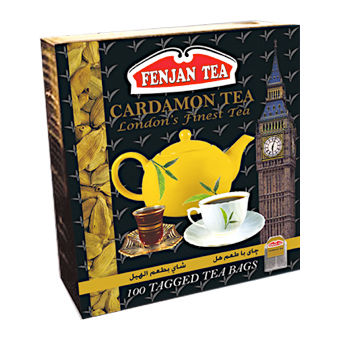 FENJAN TEA
CARDAMON TEA
London's Finest Tea
شاي بطعم الهيل
چای با طعم هل
100 TAGGED TEA BAGS